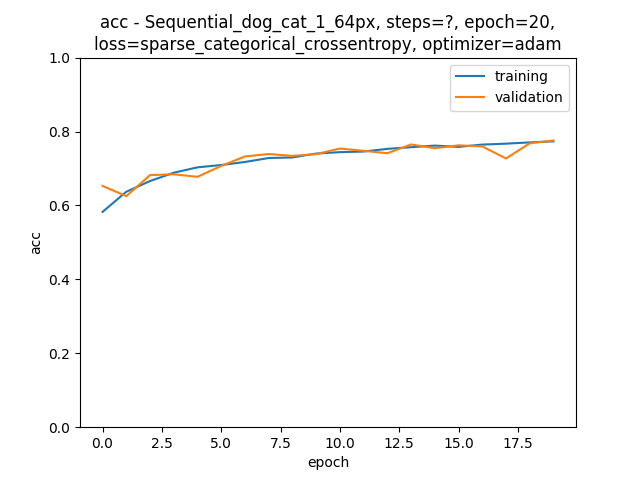 acc - Sequential_dog_cat_1_64px, steps=?, epoch=20,
loss=sparse_categorical_crossentropy, optimizer=adam
training
validation
1.0
0.8
0.6
0.4
0.2
0.0
acc
0.0 2.5 5.0 7.5 10.0 12.5 15.0 17.5
epoch